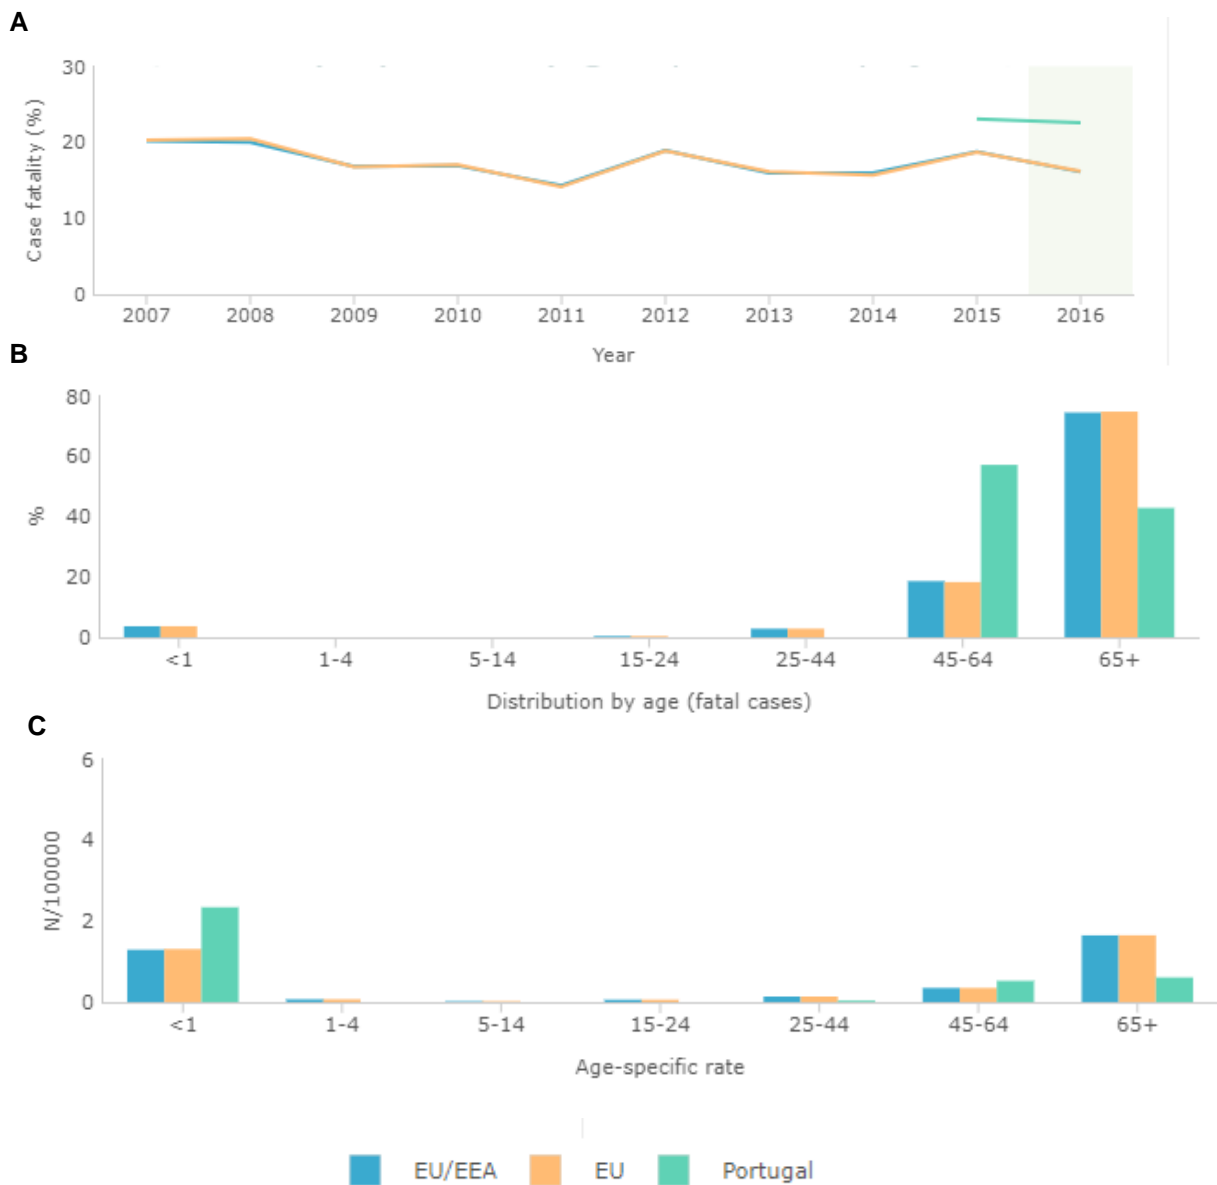 A
30
20
10
0
Case fatality (%)
2007 2008 2009 2010 2011 2012 2013 2014 2015 2016
Year
B
80
60
40
20
0
%
<1 1-4 5-14 15-24 25-44 45-64 65+
Distribution by age (fatal cases)
C
6
4
2
0
N/100000
<1 1-4 5-14 15-24 25-44 45-64 65+
Age-specific rate
EU/EEA EU Portugal